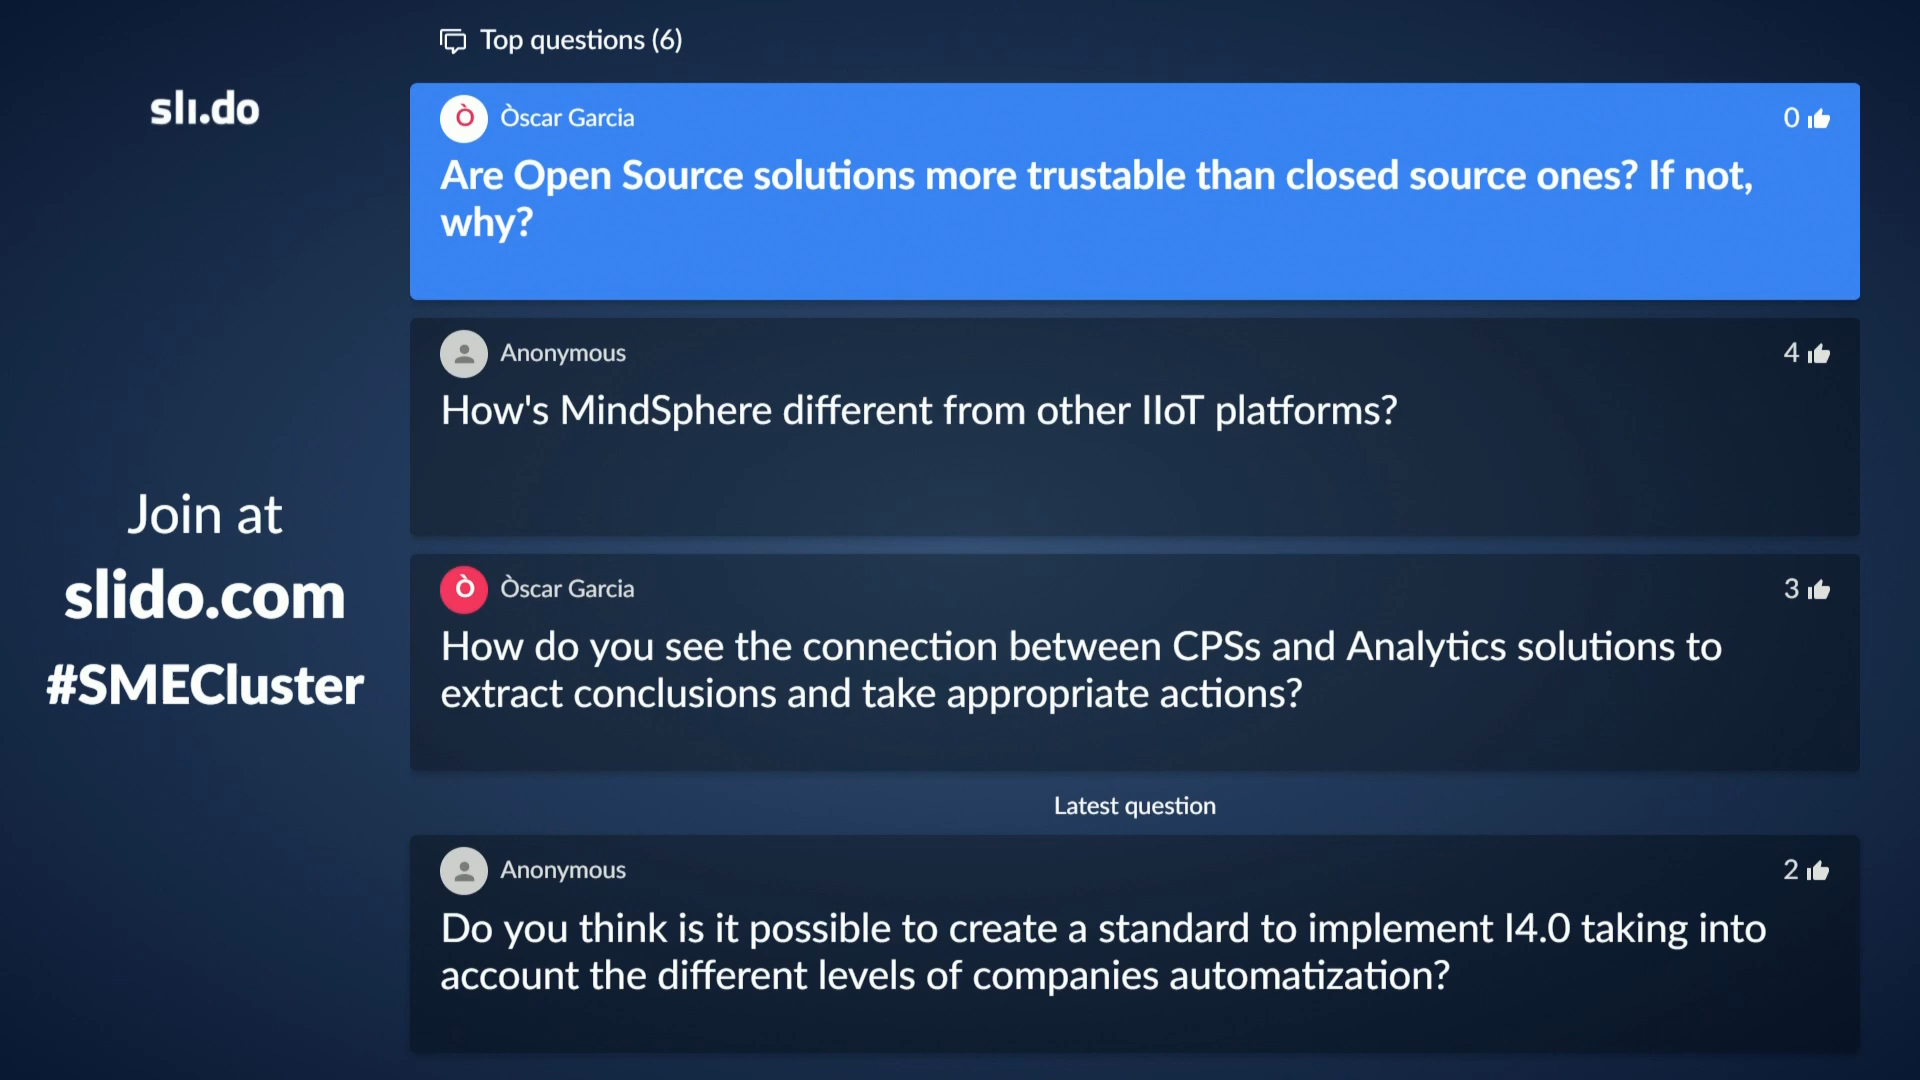 Top questions (6)
sli.do
Òscar Garcia
0
Are Open Source solutions more trustable than closed source ones? If not,
why?
Anonymous
4
How's MindSphere different from other IIoT platforms?
Join at
slido.com
#SMECluster
Ò
Òscar Garcia
3
How do you see the connection between CPSs and Analytics solutions to
extract conclusions and take appropriate actions?
Latest question
Anonymous
2
Do you think is it possible to create a standard to implement I4.0 taking into
account the different levels of companies automatization?